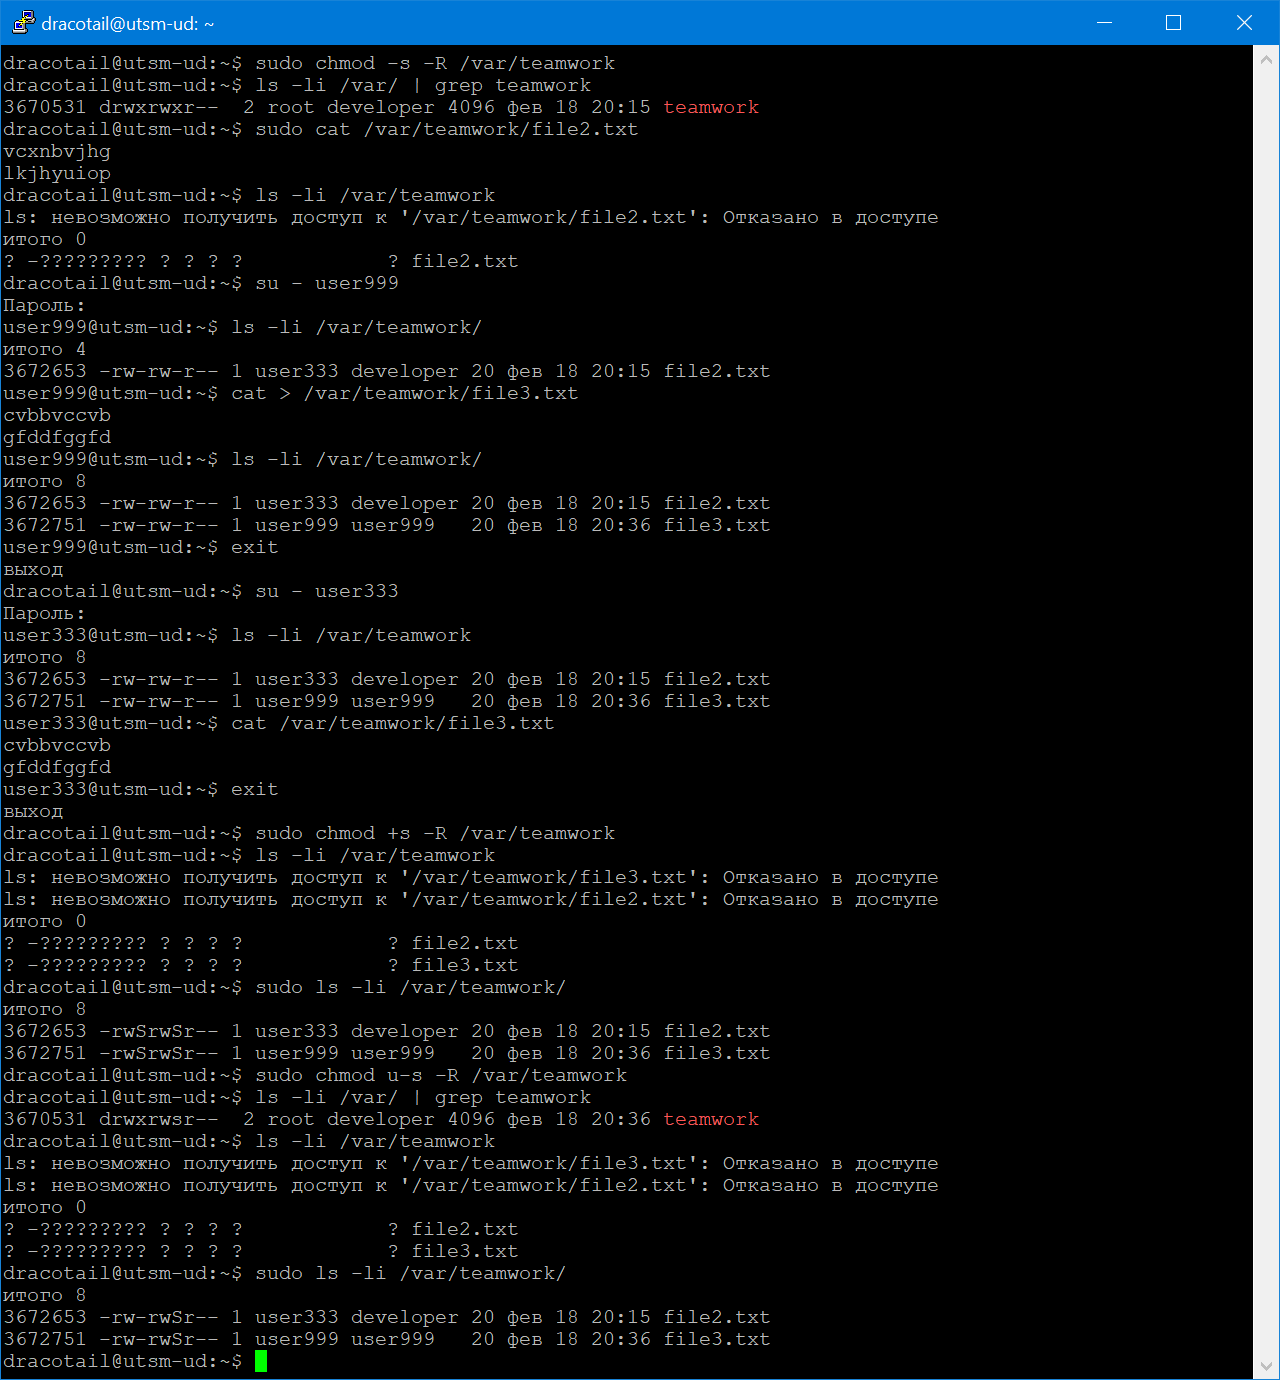 dracotail@utsm-ud: ~
dracotail@utsm-ud:~$ sudo chmod -s -R /var/teamwork
dracotail@utsm-ud:~$ ls -li /var/ | grep teamwork
3670531 drwxrwxr--  2 root developer 4096 фев 18 20:15 teamwork
dracotail@utsm-ud:~$ sudo cat /var/teamwork/file2.txt
vcxnbvjhg
lkjhyuiop
dracotail@utsm-ud:~$ ls -li /var/teamwork
ls: невозможно получить доступ к '/var/teamwork/file2.txt': Отказано в доступе
итого 0
? -????????? ? ? ? ?            ? file2.txt
dracotail@utsm-ud:~$ su - user999
Пароль:
user999@utsm-ud:~$ ls -li /var/teamwork/
итого 4
3672653 -rw-rw-r-- 1 user333 developer 20 фев 18 20:15 file2.txt
user999@utsm-ud:~$ cat > /var/teamwork/file3.txt
cvbbvccvb
gfddfggfd
user999@utsm-ud:~$ ls -li /var/teamwork/
итого 8
3672653 -rw-rw-r-- 1 user333 developer 20 фев 18 20:15 file2.txt
3672751 -rw-rw-r-- 1 user999 user999   20 фев 18 20:36 file3.txt
user999@utsm-ud:~$ exit
выход
dracotail@utsm-ud:~$ su - user333
Пароль:
user333@utsm-ud:~$ ls -li /var/teamwork
итого 8
3672653 -rw-rw-r-- 1 user333 developer 20 фев 18 20:15 file2.txt
3672751 -rw-rw-r-- 1 user999 user999   20 фев 18 20:36 file3.txt
user333@utsm-ud:~$ cat /var/teamwork/file3.txt
cvbbvccvb
gfddfggfd
user333@utsm-ud:~$ exit
выход
dracotail@utsm-ud:~$ sudo chmod +s -R /var/teamwork
dracotail@utsm-ud:~$ ls -li /var/teamwork
ls: невозможно получить доступ к '/var/teamwork/file3.txt': Отказано в доступе
ls: невозможно получить доступ к '/var/teamwork/file2.txt': Отказано в доступе
итого 0
? -????????? ? ? ? ?            ? file2.txt
? -????????? ? ? ? ?            ? file3.txt
dracotail@utsm-ud:~$ sudo ls -li /var/teamwork/
итого 8
3672653 -rwSrwSr-- 1 user333 developer 20 фев 18 20:15 file2.txt
3672751 -rwSrwSr-- 1 user999 user999   20 фев 18 20:36 file3.txt
dracotail@utsm-ud:~$ sudo chmod u-s -R /var/teamwork
dracotail@utsm-ud:~$ ls -li /var/ | grep teamwork
3670531 drwxrwsr--  2 root developer 4096 фев 18 20:36 teamwork
dracotail@utsm-ud:~$ ls -li /var/teamwork
ls: невозможно получить доступ к '/var/teamwork/file3.txt': Отказано в доступе
ls: невозможно получить доступ к '/var/teamwork/file2.txt': Отказано в доступе
итого 0
? -????????? ? ? ? ?            ? file2.txt
? -????????? ? ? ? ?            ? file3.txt
dracotail@utsm-ud:~$ sudo ls -li /var/teamwork/
итого 8
3672653 -rw-rwSr-- 1 user333 developer 20 фев 18 20:15 file2.txt
3672751 -rw-rwSr-- 1 user999 user999   20 фев 18 20:36 file3.txt
dracotail@utsm-ud:~$